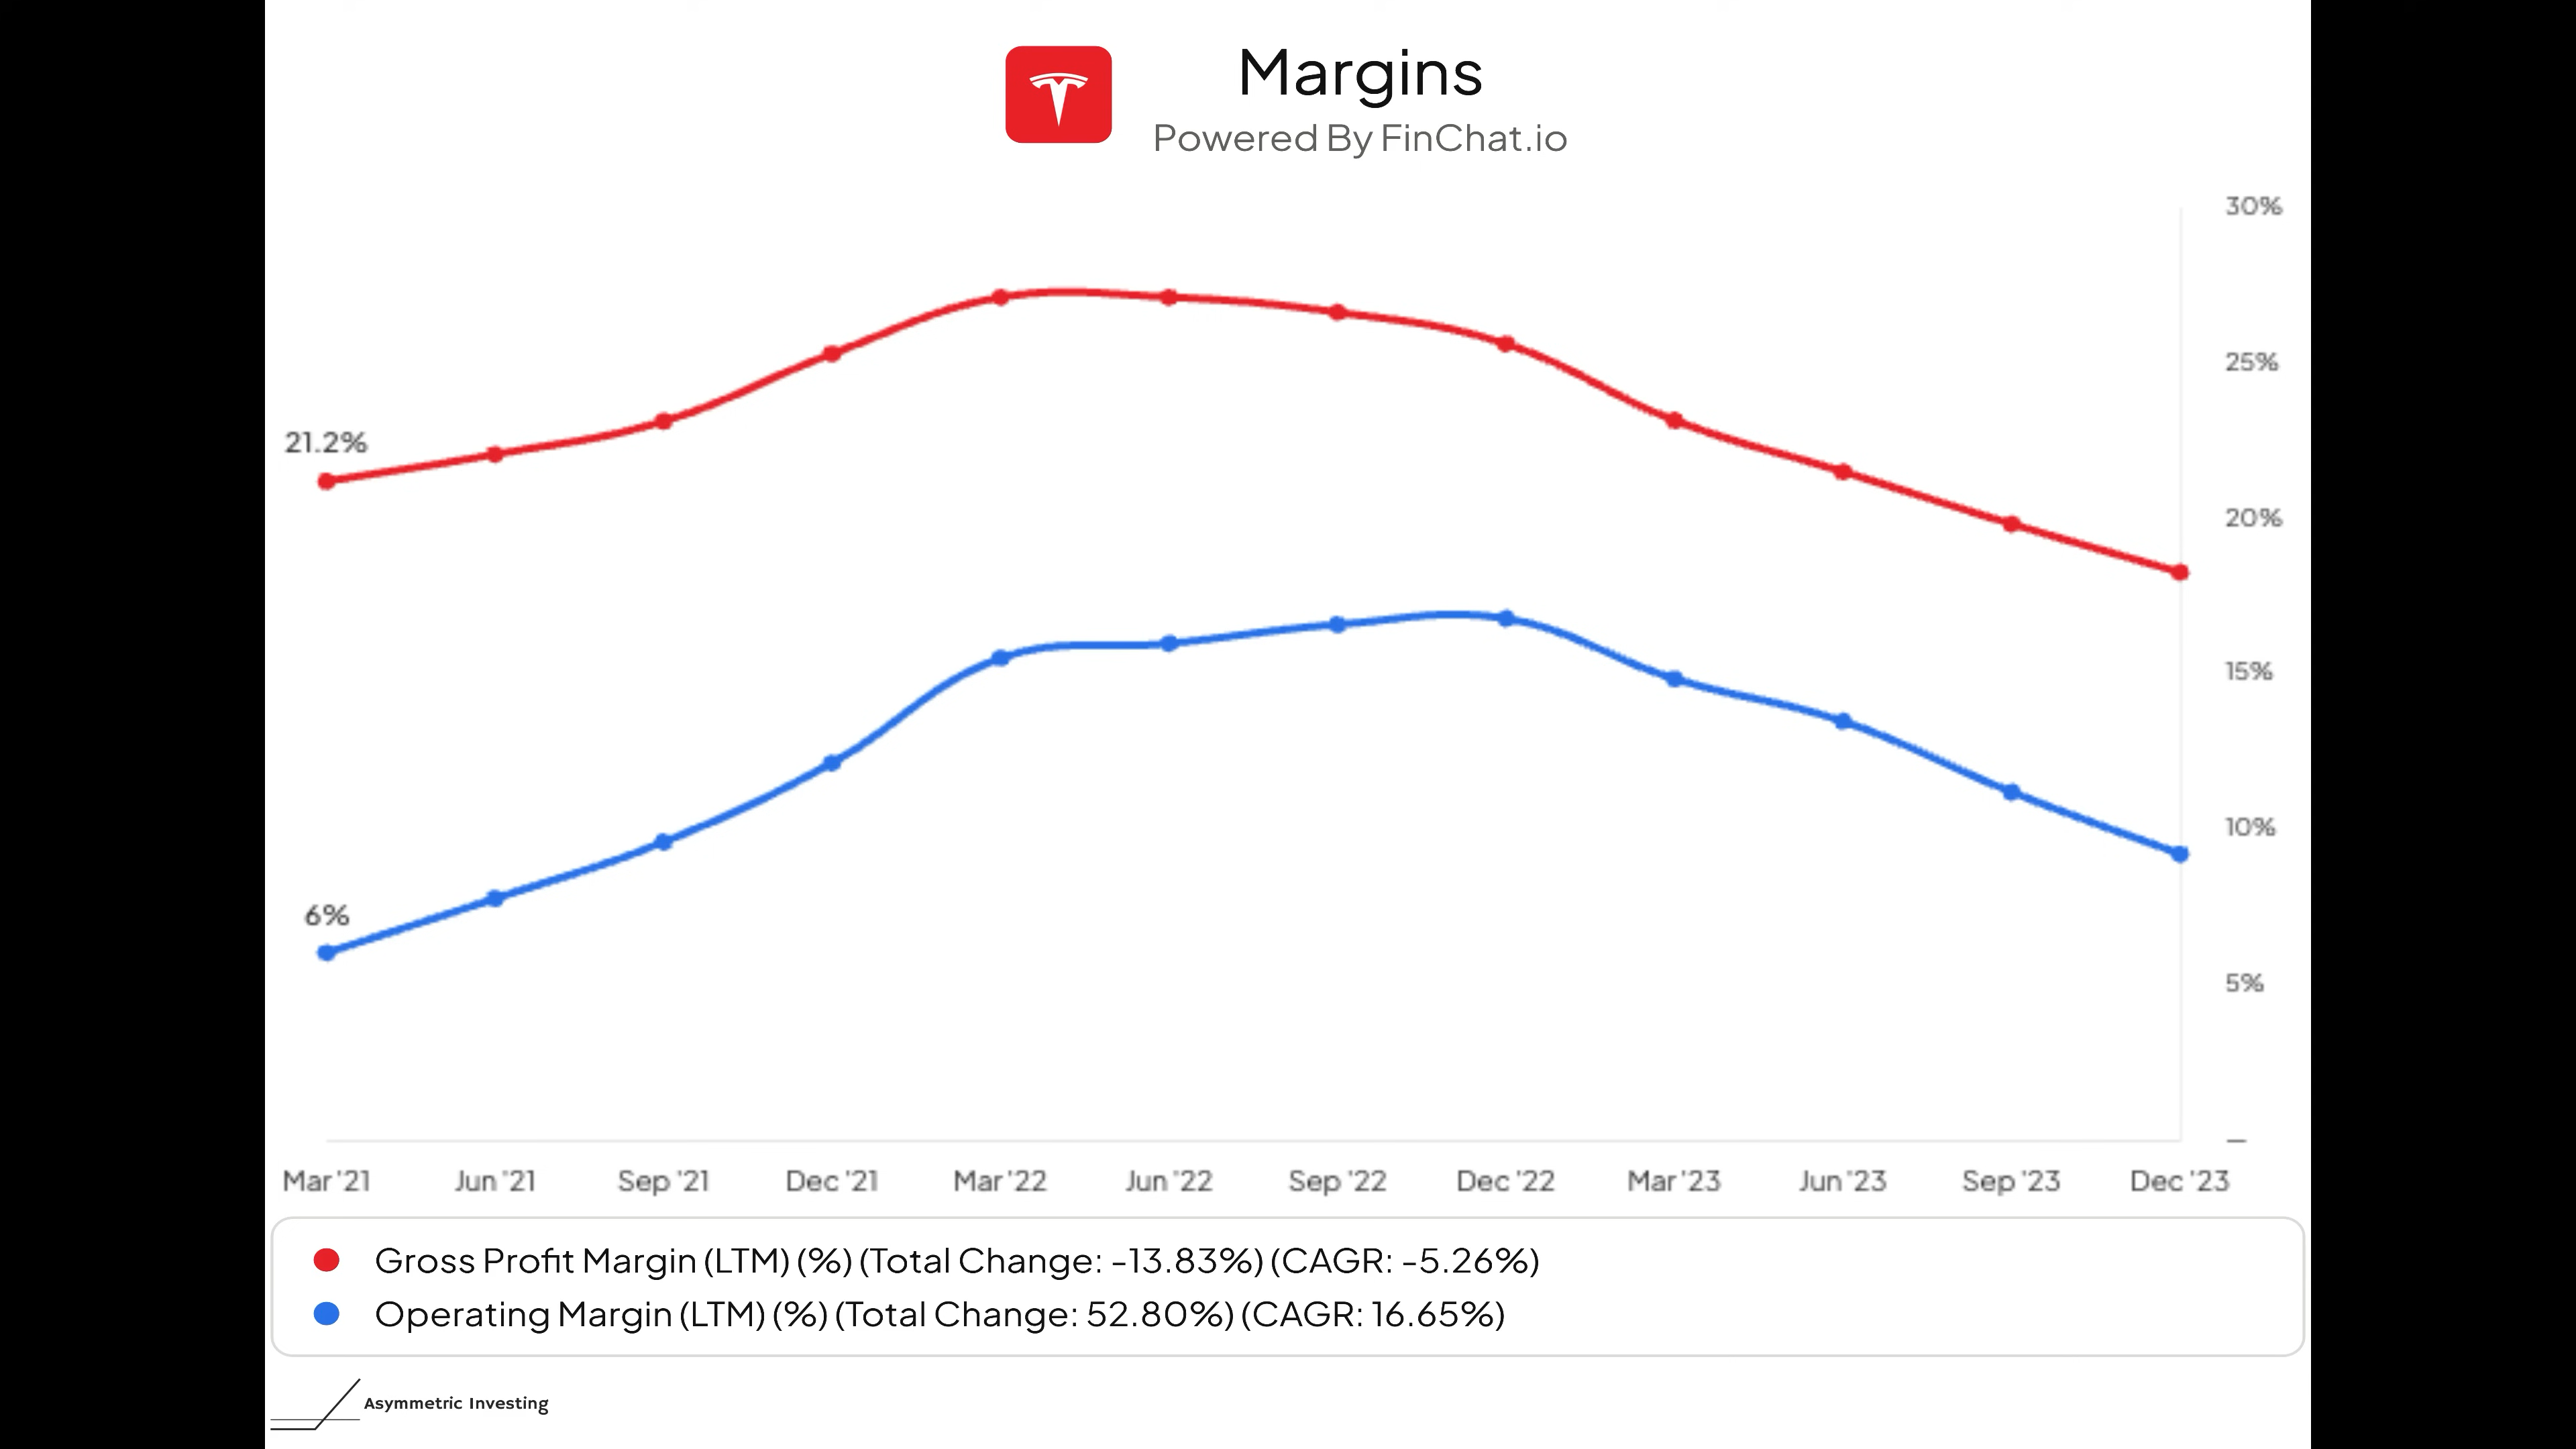 Margins
Powered By FinChat.io
30%
25%
21.2%
20%
15%
10%
6%
5%
—
Mar '21 Jun '21 Sep '21 Dec '21 Mar '22 Jun '22 Sep '22 Dec '22 Mar '23 Jun '23 Sep '23 Dec '23
Gross Profit Margin (LTM) (%) (Total Change: -13.83%) (CAGR: -5.26%)
Operating Margin (LTM) (%) (Total Change: 52.80%) (CAGR: 16.65%)
Asymmetric Investing